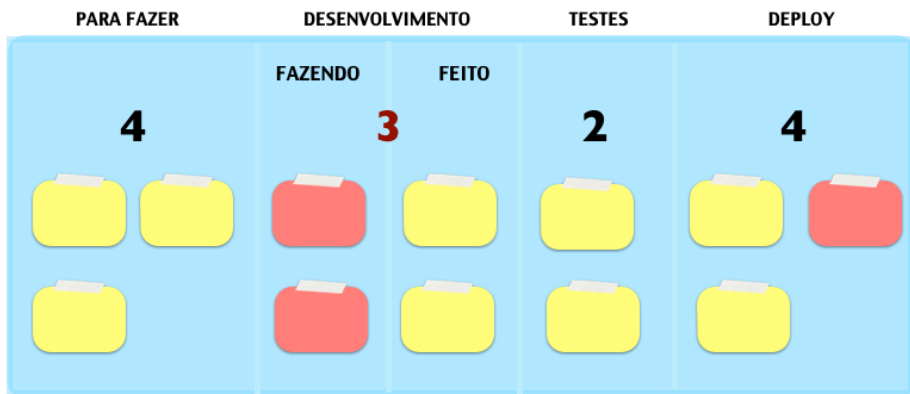 PARA FAZER DESENVOLVIMENTO TESTES DEPLOY
FAZENDO FEITO
4 3 2 4